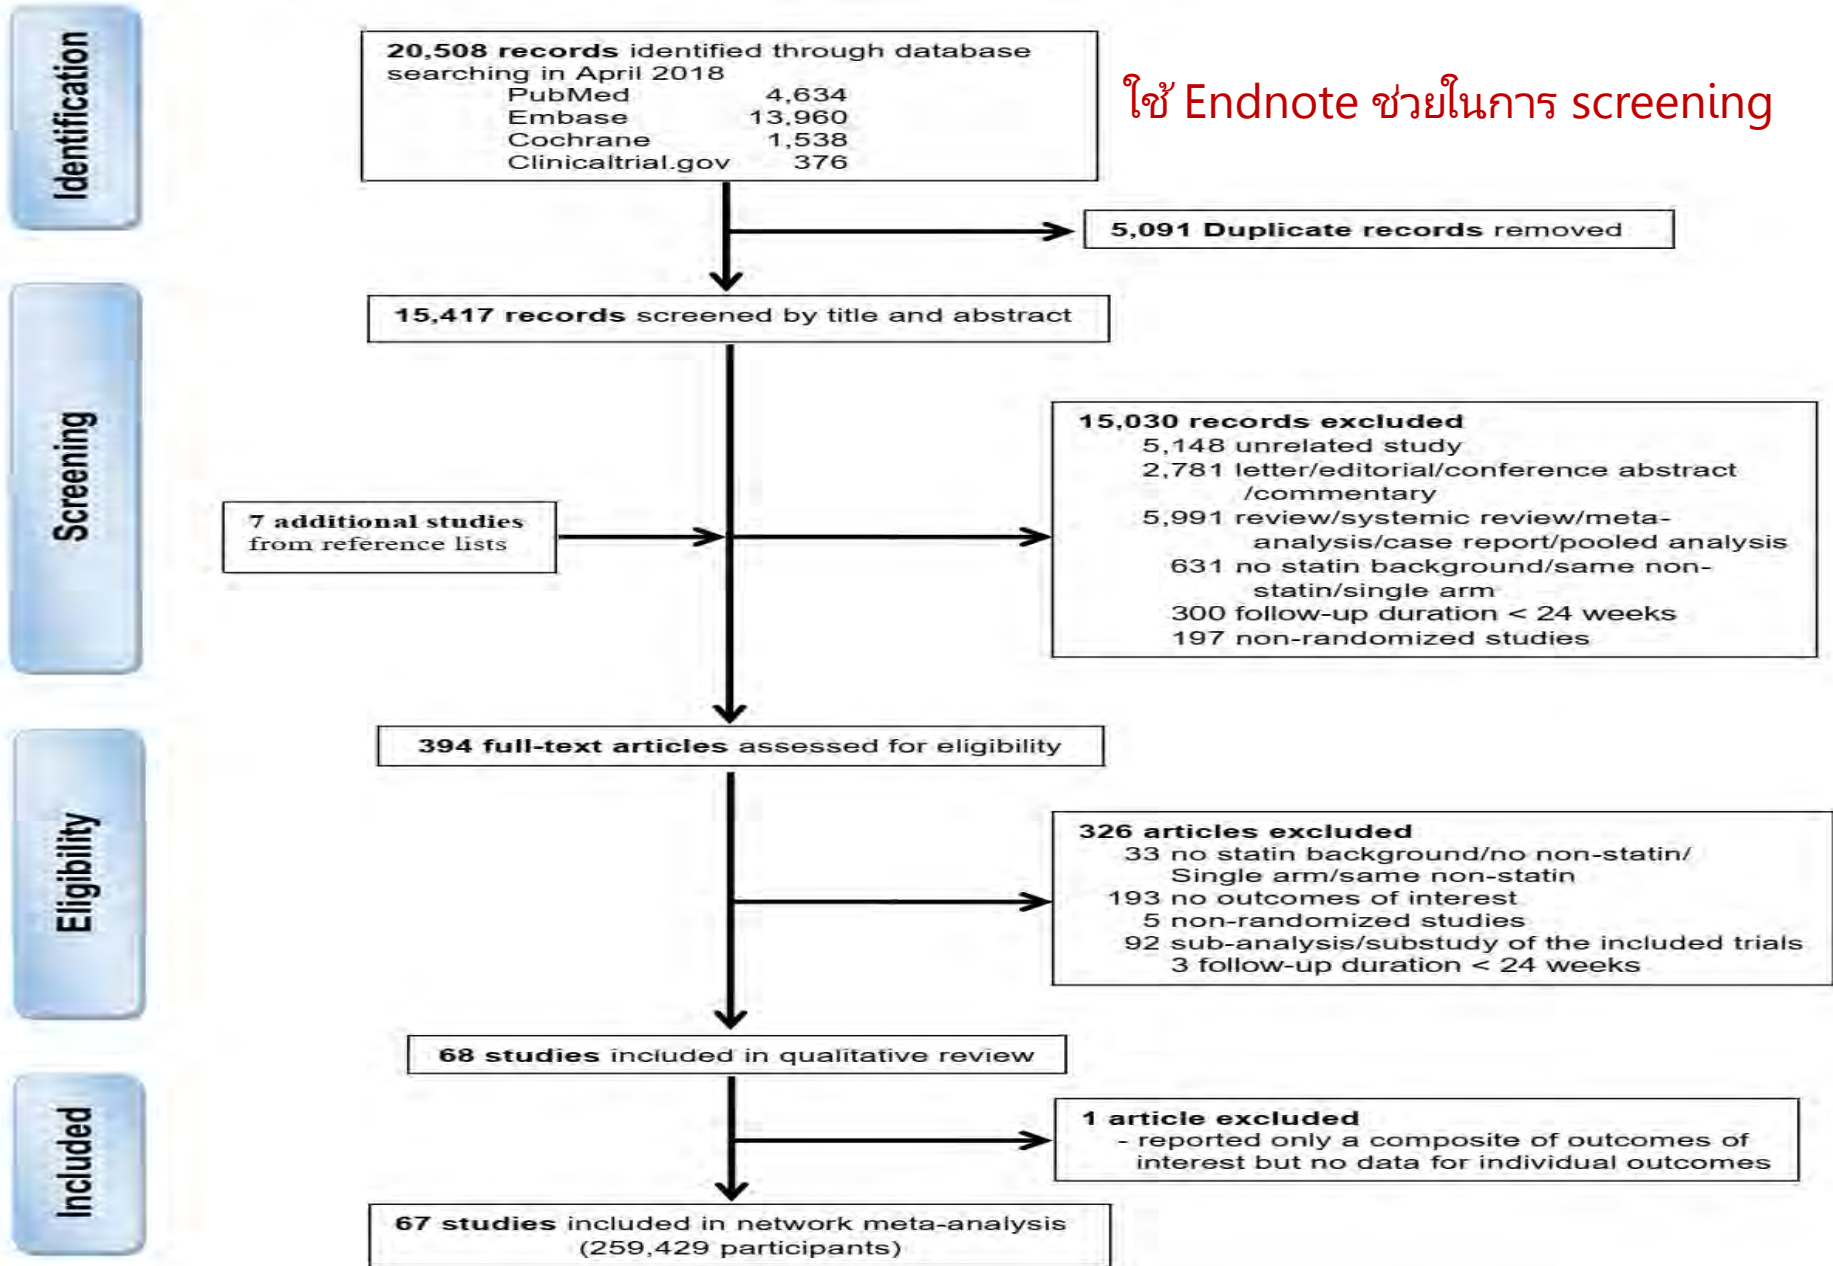 Identification
20,508 records identified through database
searching in April 2018
PubMed 4,634
Embase 13,960
Cochrane 1,538
Clinicaltrial.gov 376
ใช้ Endnote ช่วยในการ screening
5,091 Duplicate records removed
Screening
15,417 records screened by title and abstract
15,030 records excluded
5,148 unrelated study
2,781 letter/editorial/conference abstract
/commentary
5,991 review/systemic review/meta-
analysis/case report/pooled analysis
631 no statin background/same non-
statin/single arm
300 follow-up duration < 24 weeks
197 non-randomized studies
7 additional studies
from reference lists
394 full-text articles assessed for eligibility
Eligibility
326 articles excluded
33 no statin background/no non-statin/
Single arm/same non-statin
193 no outcomes of interest
5 non-randomized studies
92 sub-analysis/substudy of the included trials
3 follow-up duration < 24 weeks
68 studies included in qualitative review
Included
1 article excluded
- reported only a composite of outcomes of
interest but no data for individual outcomes
67 studies included in network meta-analysis
(259,429 participants)